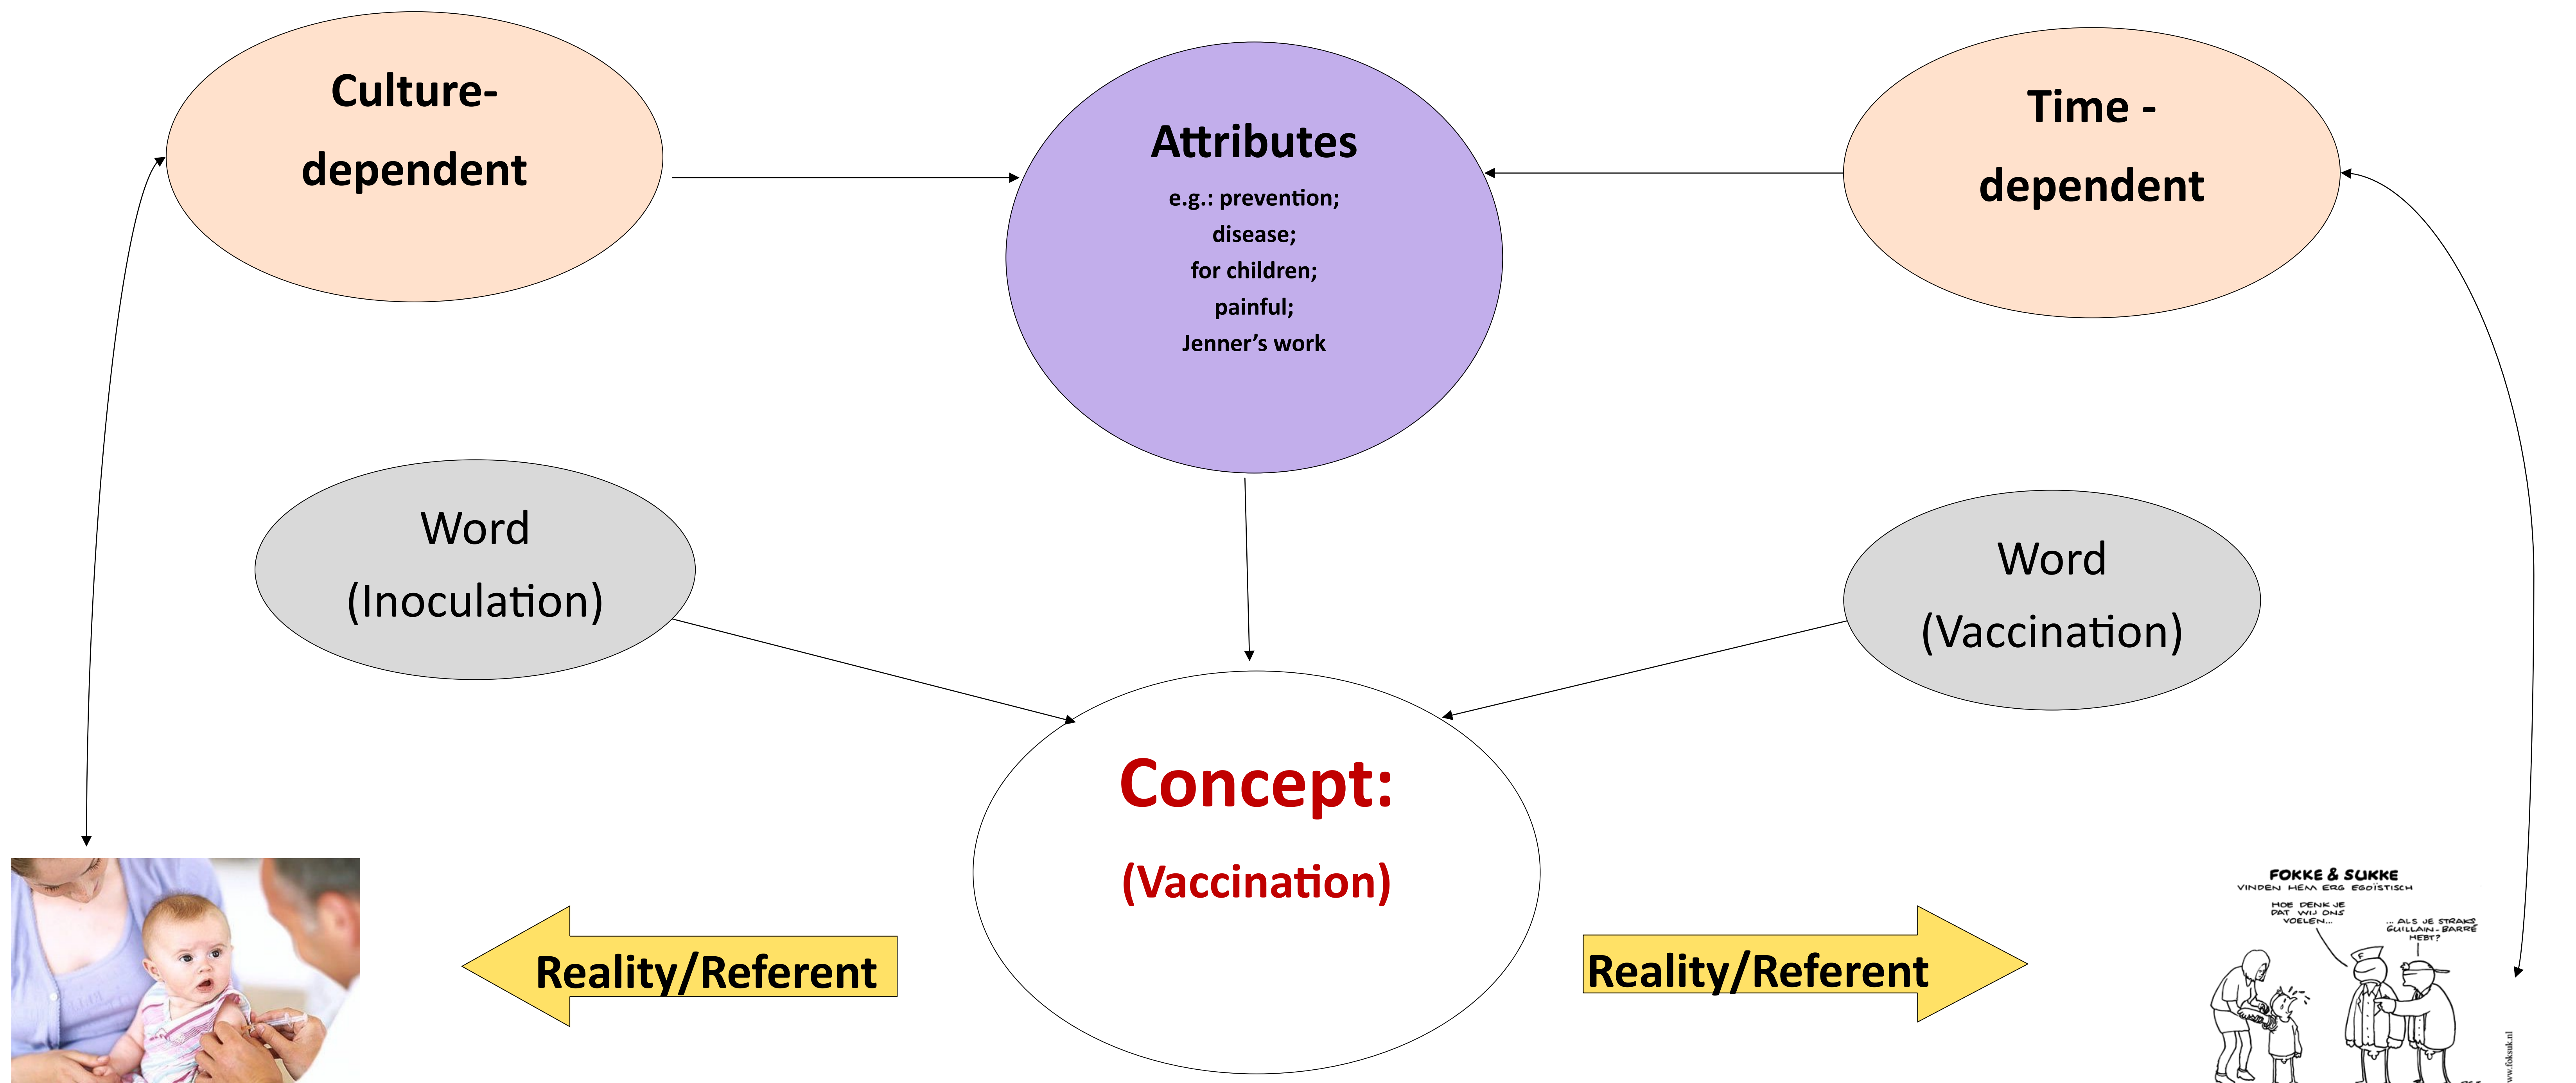 Culture-
dependent
Attributes
e.g.: prevention;
disease;
for children;
painful;
Jenner’s work
Time -
dependent
Word
(Inoculation)
Word
(Vaccination)
Concept:
(Vaccination)
Reality/Referent
Reality/Referent
FOKKE & SUKKE
VINDEN HEM ERG EGOÏSTISCH
HOE DENK JE
DAT WIJ ONS
VOELEN...
... ALS JE STRAKS
GUILLAIN-BARRÉ
HEBT?
F